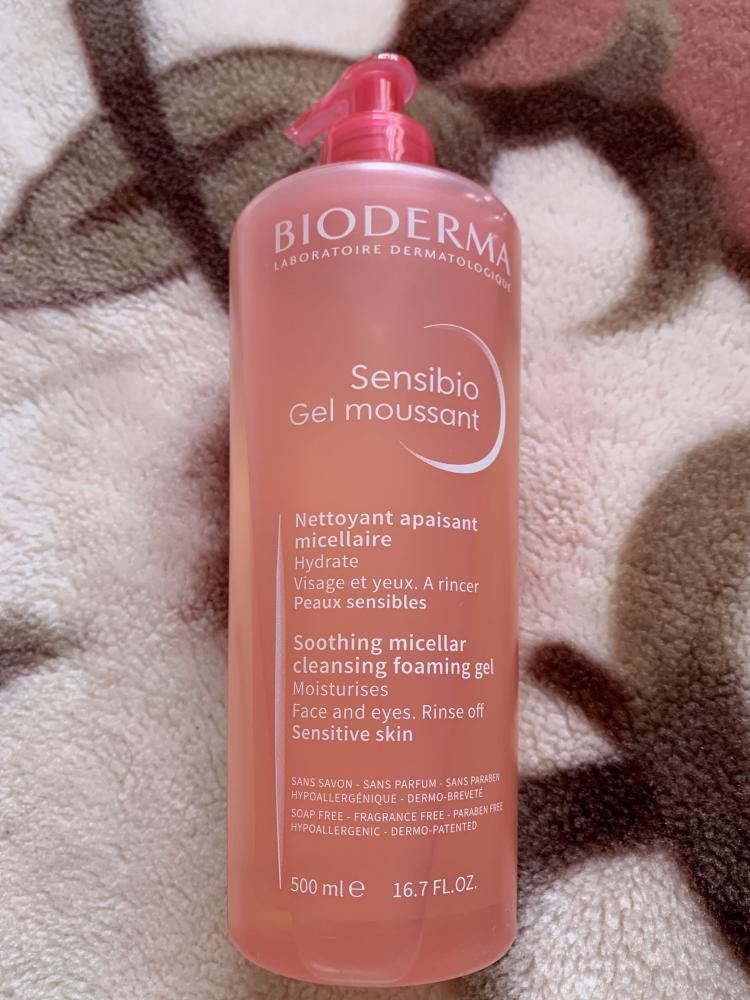 BIODERMA
LABORATOIRE DERMATOLOGIQUE
Sensibio
Gel moussant
Nettoyant apaisant
micellaire
Hydrate
Visage et yeux. A rincer
Peaux sensibles
Soothing micellar
cleansing foaming gel
Moisturises
Face and eyes. Rinse off
Sensitive skin
SANS SAVON - SANS PARFUM - SANS PARABEN
HYPOALLERGÉNIQUE - DERMO-BREVETÉ
SOAP FREE - FRAGRANCE FREE - PARABEN FREE
HYPOALLERGENIC - DERMO-PATENTED
500 ml ℮ 16.7 FL.OZ.